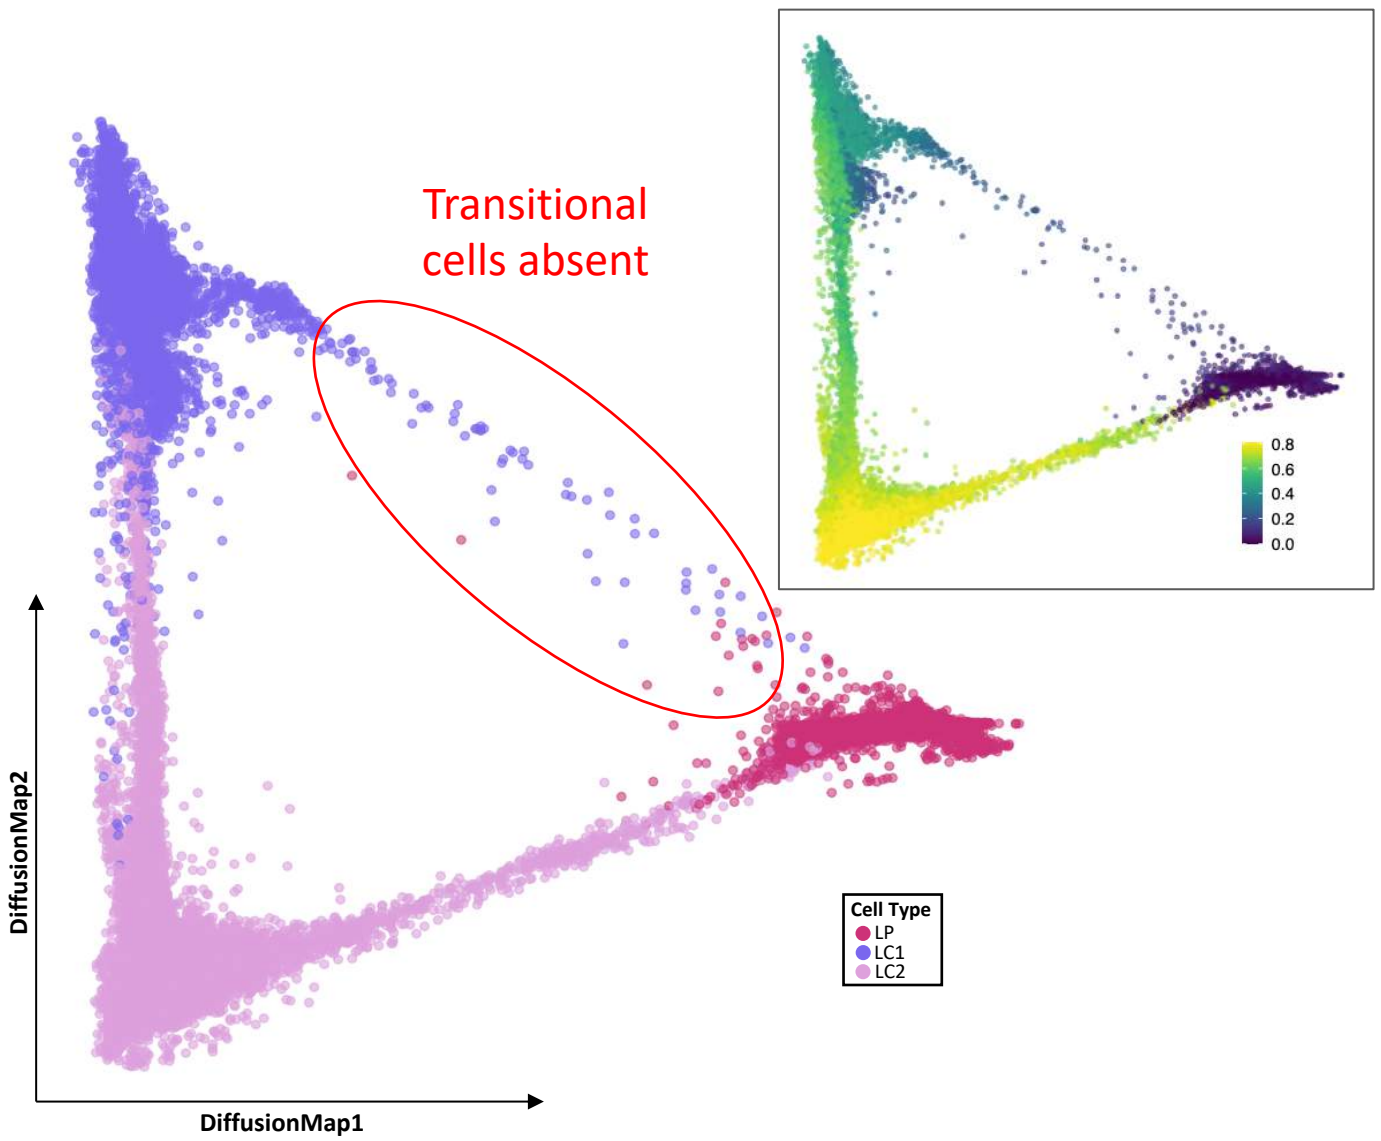 Transitional
cells absent
0.8
0.6
0.4
0.2
0.0
DiffusionMap2
Cell Type
LP
LC1
LC2
DiffusionMap1